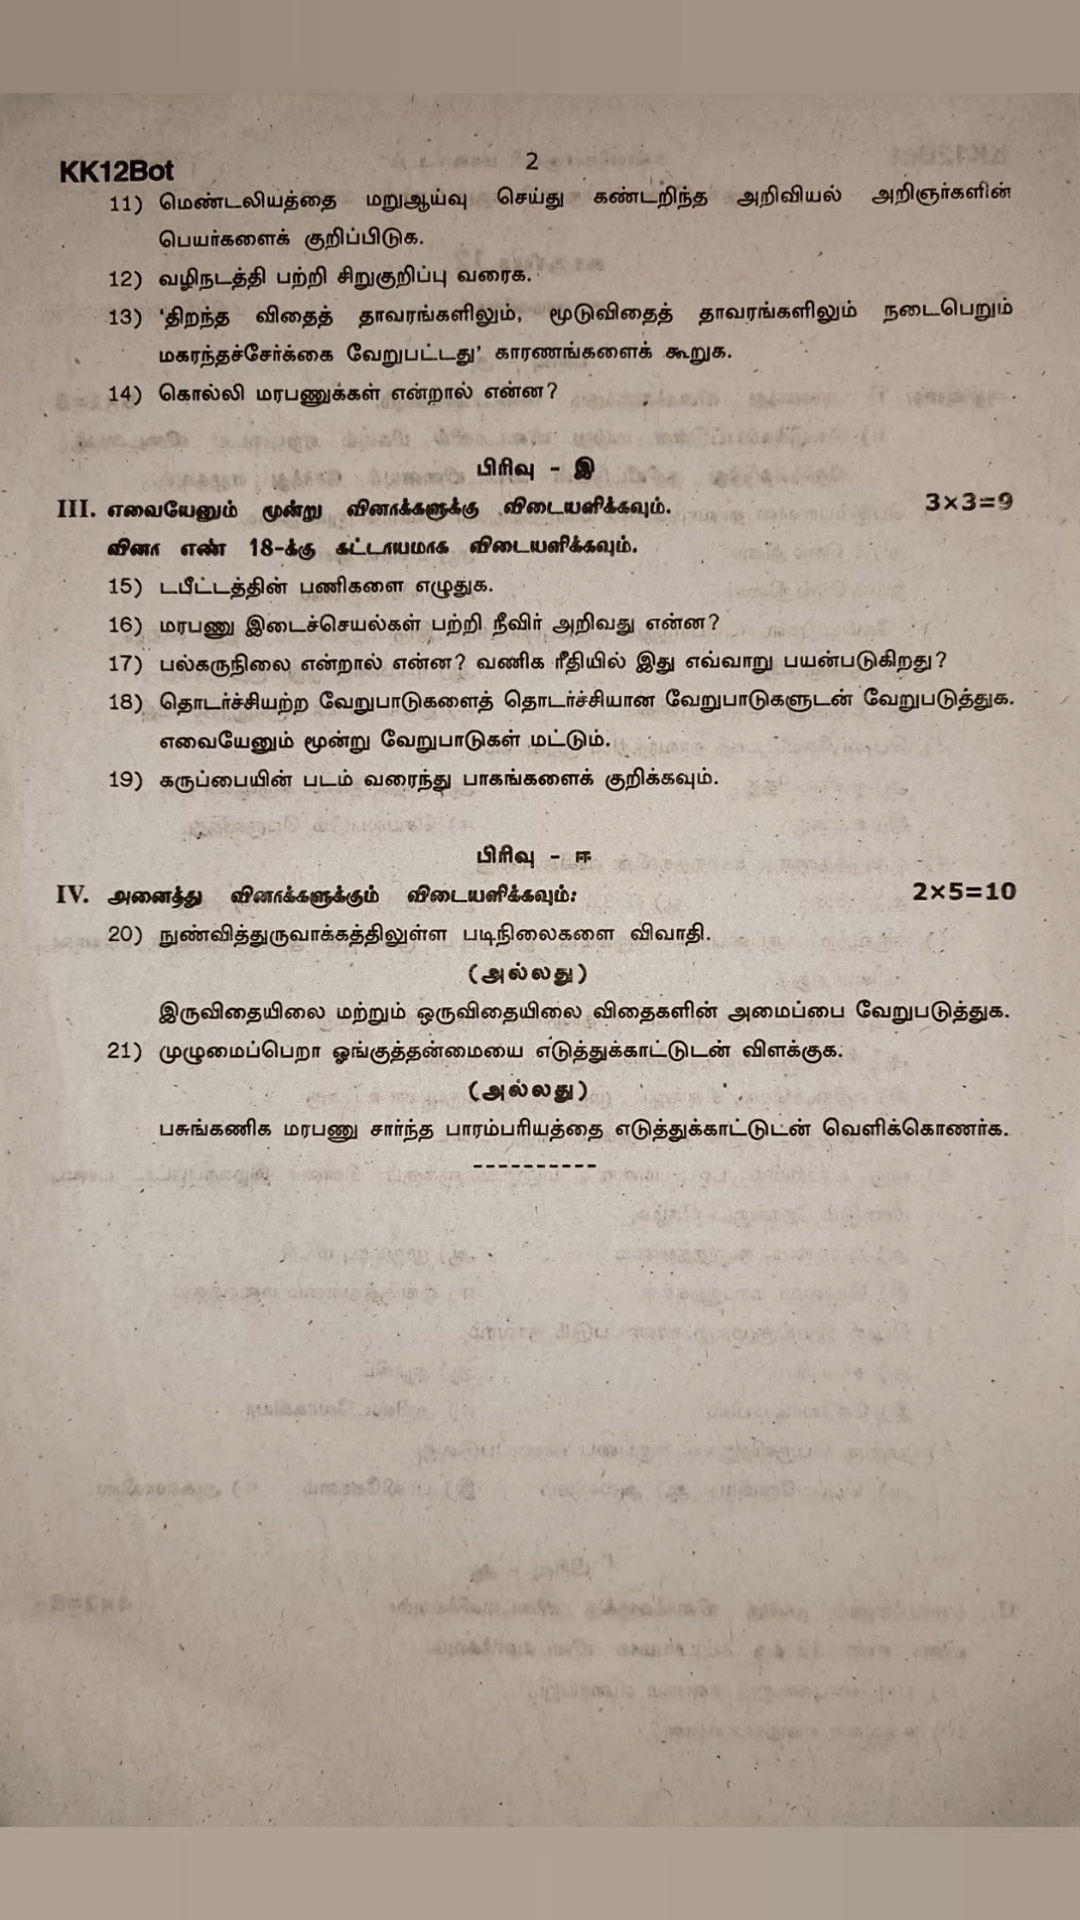 KK12Bot
2
11) மெண்டலியத்தை மறுஆய்வு செய்து கண்டறிந்த அறிவியல் அறிஞர்களின்
பெயர்களைக் குறிப்பிடுக.
12) வழிநடத்தி பற்றி சிறுகுறிப்பு வரைக.
13) 'திறந்த விதைத் தாவரங்களிலும், மூடுவிதைத் தாவரங்களிலும் நடைபெறும்
மகரந்தச்சேர்க்கை வேறுபட்டது' காரணங்களைக் கூறுக.
14) கொல்லி மரபணுக்கள் என்றால் என்ன?
பிரிவு - இ
III. எவையேனும் மூன்று வினாக்களுக்கு விடையளிக்கவும். 3×3=9
வினா எண் 18-க்கு கட்டாயமாக விடையளிக்கவும்.
15) டபீட்டத்தின் பணிகளை எழுதுக.
16) மரபணு இடைச்செயல்கள் பற்றி நீவிர் அறிவது என்ன?
17) பல்கருநிலை என்றால் என்ன? வணிக ரீதியில் இது எவ்வாறு பயன்படுகிறது?
18) தொடர்ச்சியற்ற வேறுபாடுகளைத் தொடர்ச்சியான வேறுபாடுகளுடன் வேறுபடுத்துக.
எவையேனும் மூன்று வேறுபாடுகள் மட்டும்.
19) கருப்பையின் படம் வரைந்து பாகங்களைக் குறிக்கவும்.
பிரிவு - ஈ
IV. அனைத்து வினாக்களுக்கும் விடையளிக்கவும்: 2×5=10
20) நுண்வித்துருவாக்கத்திலுள்ள படிநிலைகளை விவாதி.
(அல்லது)
இருவிதையிலை மற்றும் ஒருவிதையிலை விதைகளின் அமைப்பை வேறுபடுத்துக.
21) முழுமைப்பெறா ஓங்குத்தன்மையை எடுத்துக்காட்டுடன் விளக்குக.
(அல்லது)
பசுங்கணிக மரபணு சார்ந்த பாரம்பரியத்தை எடுத்துக்காட்டுடன் வெளிக்கொணர்க.
----------